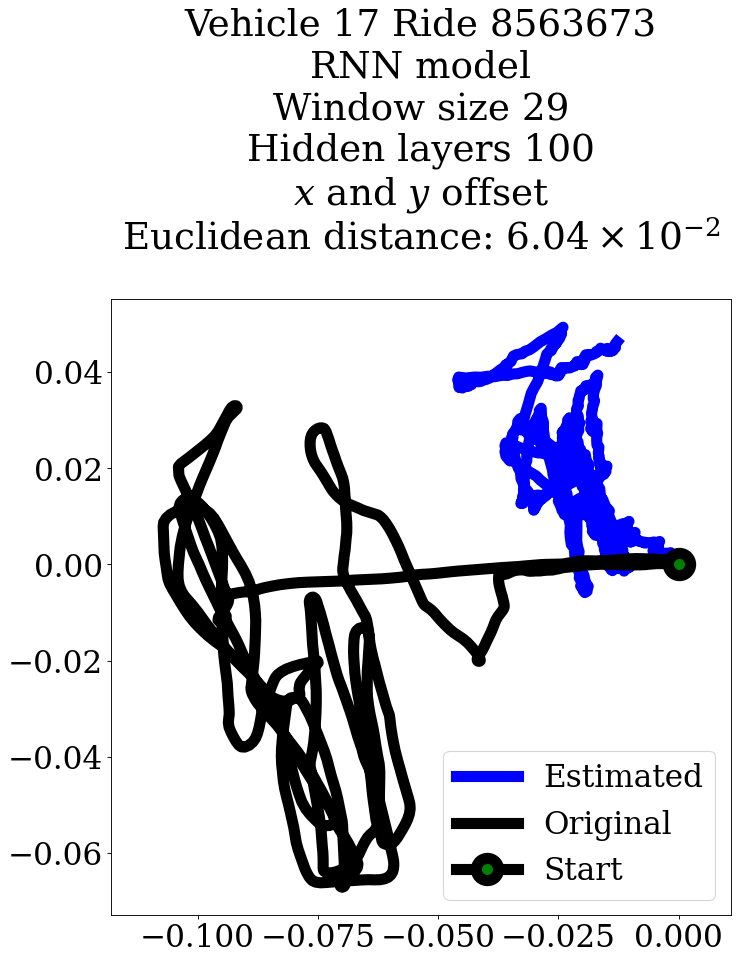 Vehicle 17 Ride 8563673
RNN model
Window size 29
Hidden layers 100
x and y offset
Euclidean distance: 6.04 × 10⁻²
0.04
0.02
0.00
−0.02
−0.04
−0.06
Estimated
Original
Start
−0.100 −0.075 −0.050 −0.025 0.000